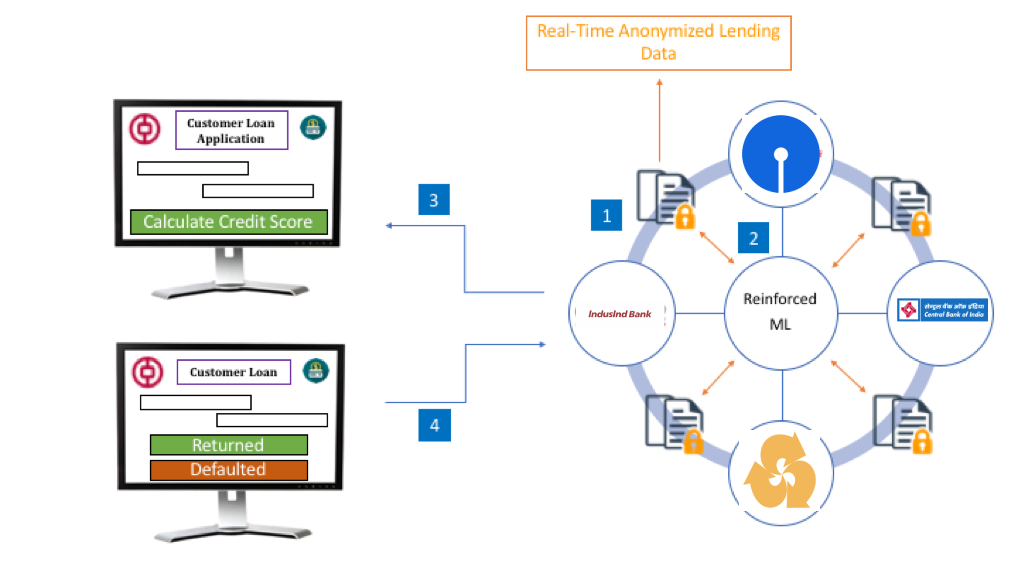 Real-Time Anonymized Lending
Data
Customer Loan
Application
Calculate Credit Score
3
1
2
Reinforced
ML
IndusInd Bank
सेन्ट्रल बैंक ऑफ़ इंडिया
Central Bank of India
Customer Loan
Returned
Defaulted
4